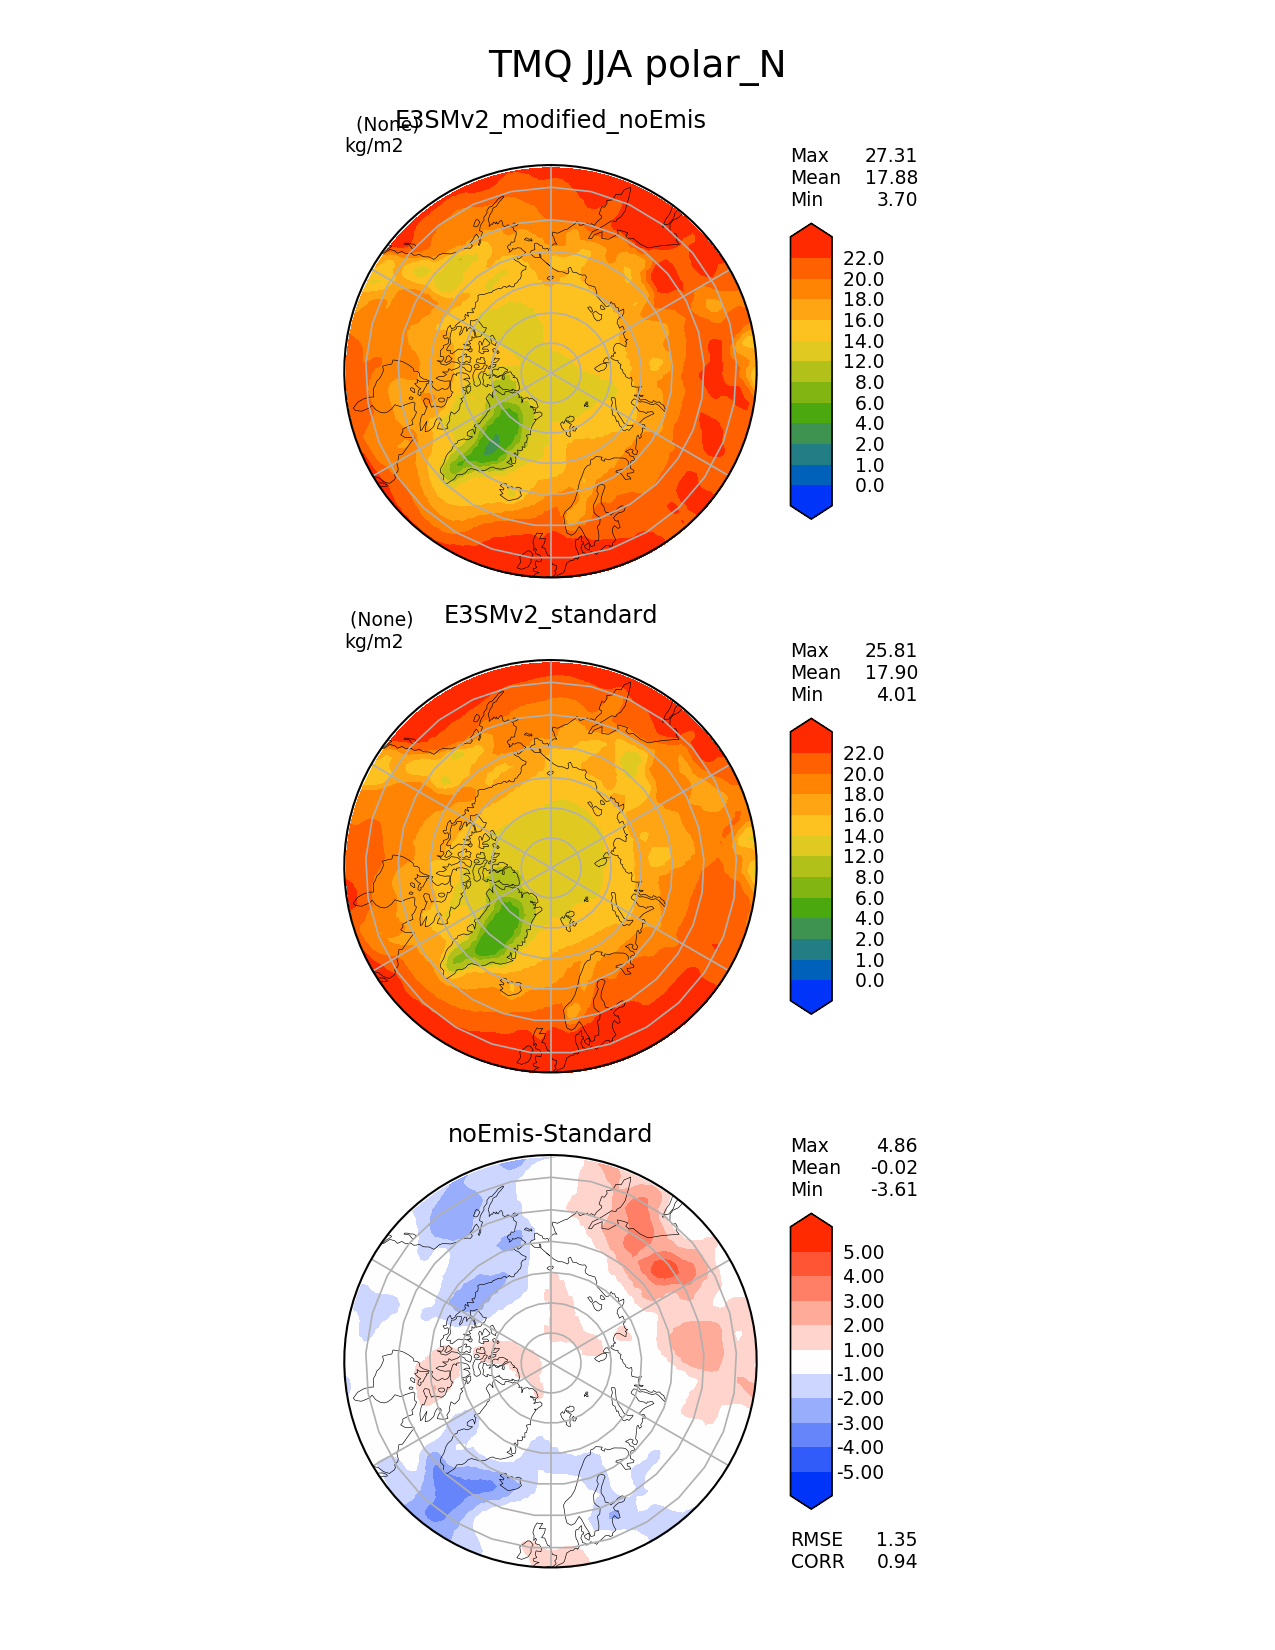 TMQ JJA polar_N
E3SMv2_modified_noEmis
(None)
kg/m2
Max 27.31
Mean 17.88
Min 3.70
22.0
20.0
18.0
16.0
14.0
12.0
8.0
6.0
4.0
2.0
1.0
0.0
(None)
E3SMv2_standard
kg/m2
Max 25.81
Mean 17.90
Min 4.01
22.0
20.0
18.0
16.0
14.0
12.0
8.0
6.0
4.0
2.0
1.0
0.0
noEmis-Standard
Max 4.86
Mean -0.02
Min -3.61
5.00
4.00
3.00
2.00
1.00
-1.00
-2.00
-3.00
-4.00
-5.00
RMSE 1.35
CORR 0.94